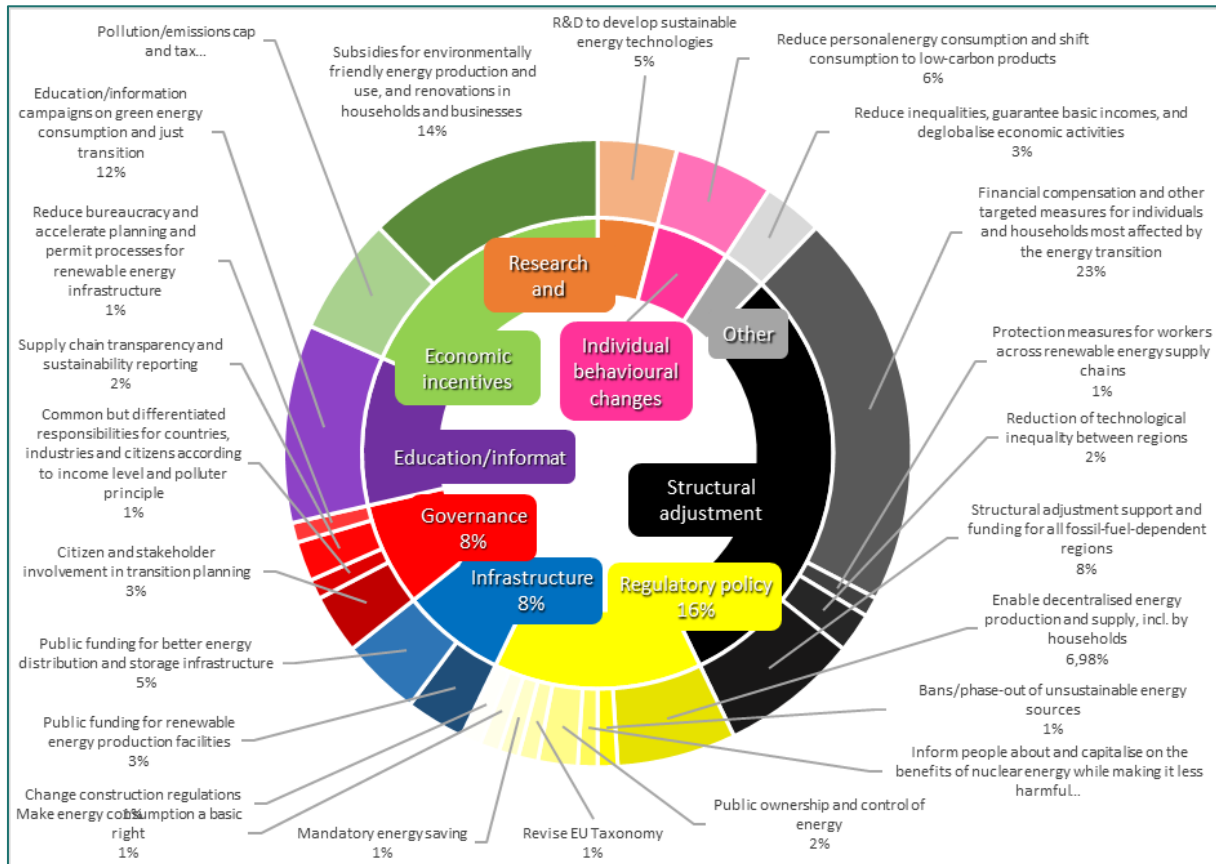 Pollution/emissions cap
and tax...
Education/information
campaigns on green energy
consumption and just
transition
12%
Reduce bureaucracy and
accelerate planning and
permit processes for
renewable energy
infrastructure
1%
Supply chain transparency and
sustainability reporting
2%
Common but differentiated
responsibilities for countries,
industries and citizens according
to income level and polluter
principle
1%
Citizen and stakeholder
involvement in transition planning
3%
Public funding for better energy
distribution and storage infrastructure
5%
Public funding for renewable
energy production facilities
3%
Change construction regulations
1%
Make energy consumption a basic
right
1%
Subsidies for environmentally
friendly energy production and
use, and renovations in
households and businesses
14%
R&D to develop sustainable
energy technologies
5%
Reduce personalenergy consumption and shift
consumption to low-carbon products
6%
Reduce inequalities, guarantee basic incomes, and
deglobalise economic activities
3%
Financial compensation and other
targeted measures for individuals
and households most affected by
the energy transition
23%
Protection measures for workers
across renewable energy supply
chains
1%
Reduction of technological
inequality between regions
2%
Structural adjustment support and
funding for all fossil-fuel-dependent
regions
8%
Enable decentralised energy
production and supply, incl. by
households
6,98%
Bans/phase-out of unsustainable energy
sources
1%
Inform people about and capitalise on the
benefits of nuclear energy while making it less
harmful...
Public ownership and control of
energy
2%
Revise EU Taxonomy
1%
Mandatory energy saving
1%
Research
and
Economic
incentives
Individual
behavioural
changes
Other
Education/informat
Structural
adjustment
Governance
8%
Infrastructure
8%
Regulatory policy
16%